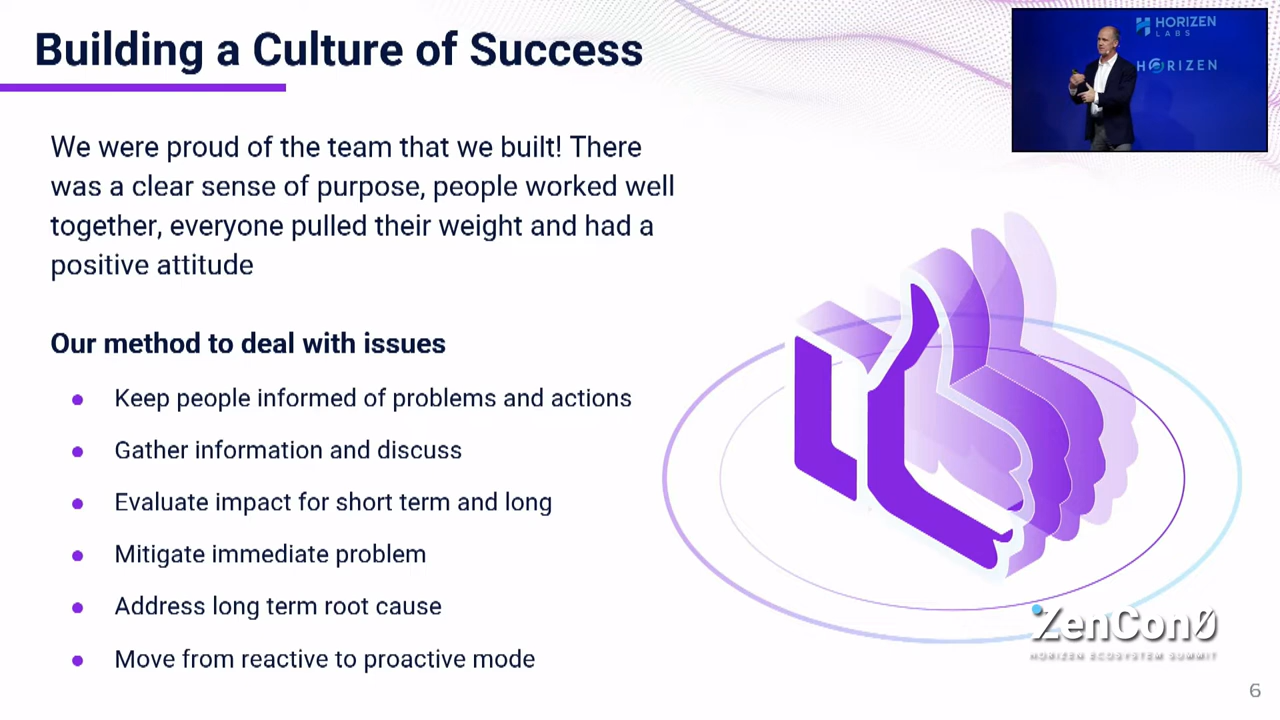 Building a Culture of Success
HORIZEN
LABS
HORIZEN
We were proud of the team that we built! There
was a clear sense of purpose, people worked well
together, everyone pulled their weight and had a
positive attitude
Our method to deal with issues
● Keep people informed of problems and actions
● Gather information and discuss
● Evaluate impact for short term and long
● Mitigate immediate problem
● Address long term root cause
● Move from reactive to proactive mode
ZenCon0
HORIZEN ECOSYSTEM SUMMIT
6